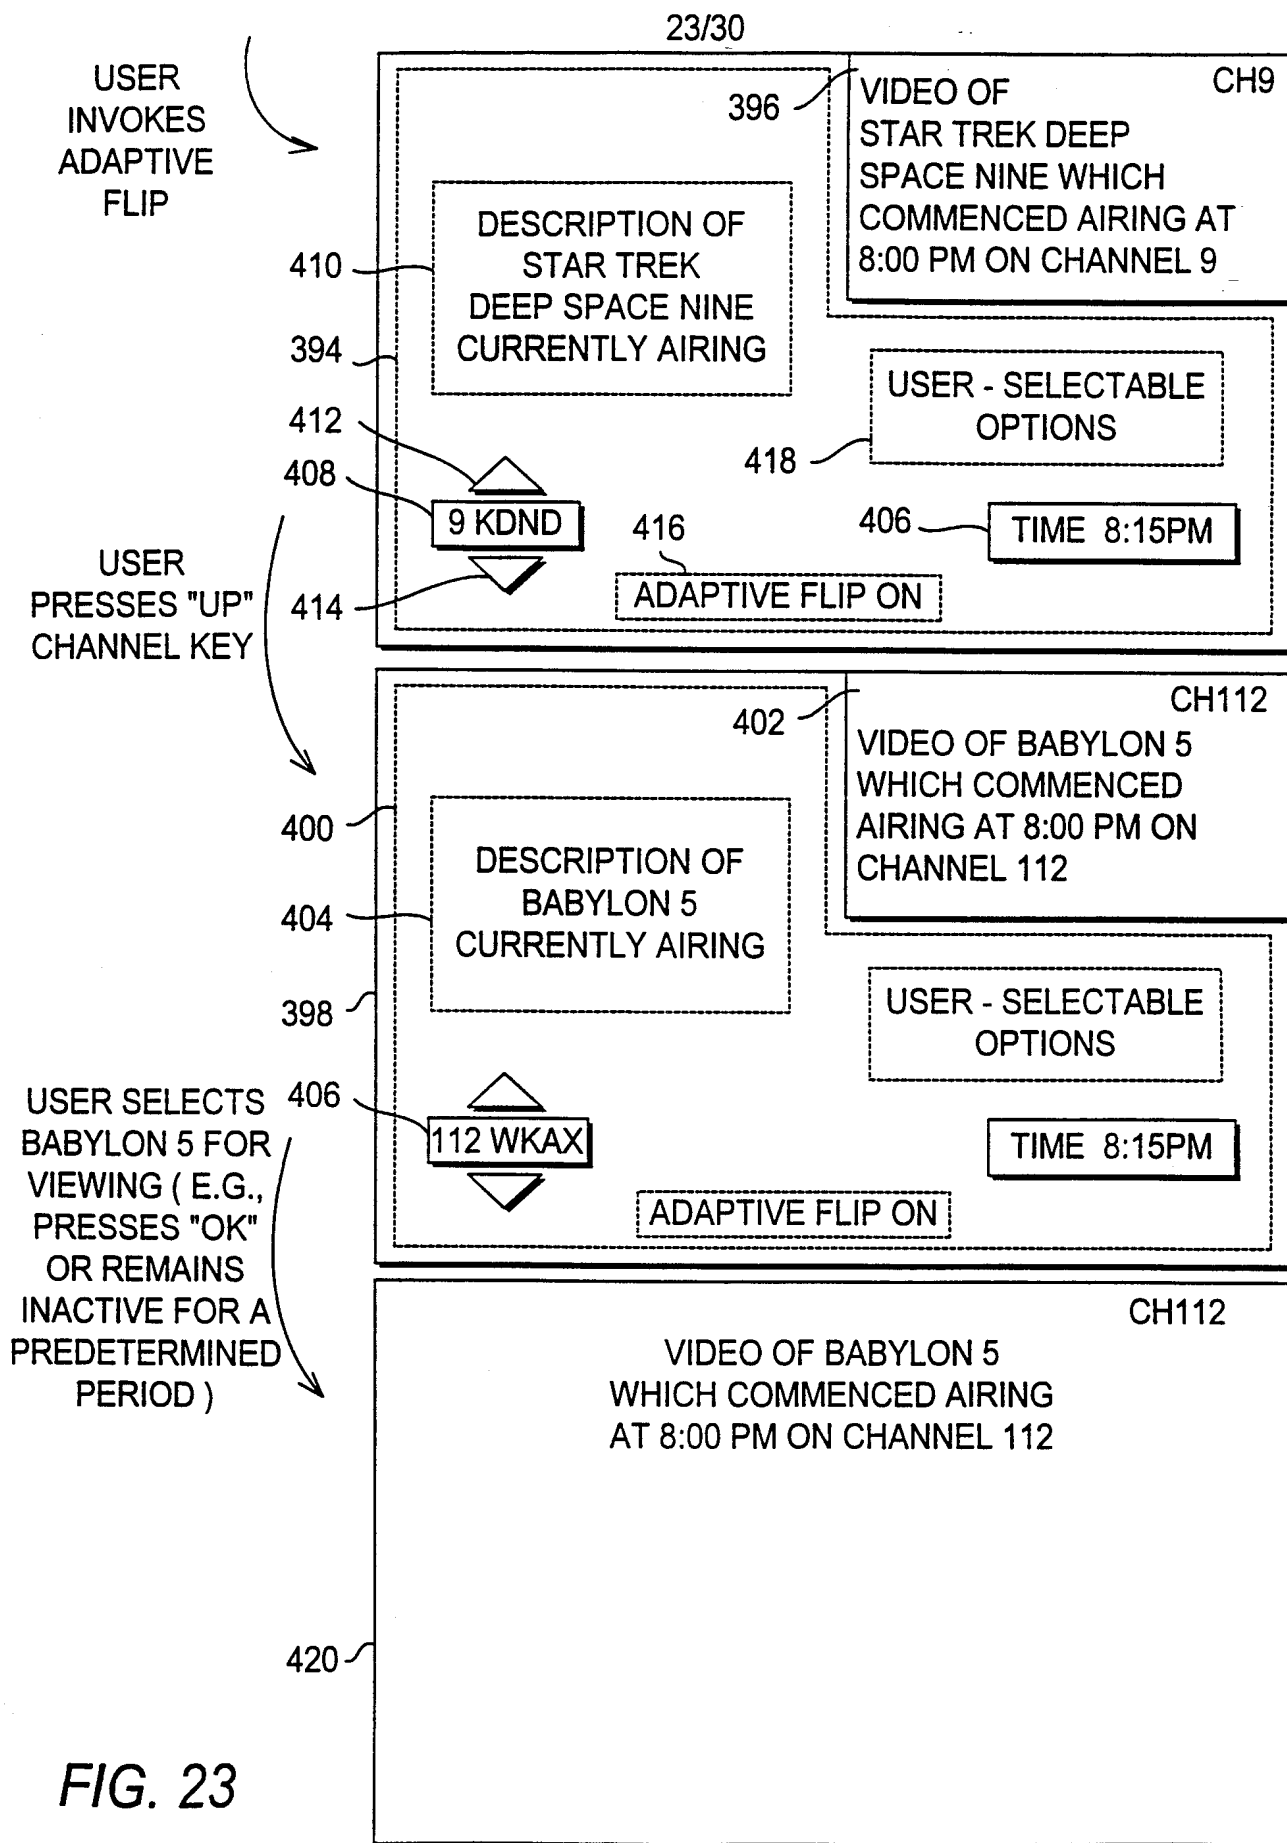 23/30
USER
INVOKES
ADAPTIVE
FLIP
396
CH9
VIDEO OF
STAR TREK DEEP
SPACE NINE WHICH
COMMENCED AIRING AT
8:00 PM ON CHANNEL 9
410
DESCRIPTION OF
STAR TREK
DEEP SPACE NINE
CURRENTLY AIRING
394
USER - SELECTABLE
OPTIONS
418
412
408
9 KDND
414
406
TIME 8:15PM
416
ADAPTIVE FLIP ON
USER
PRESSES "UP"
CHANNEL KEY
402
CH112
VIDEO OF BABYLON 5
WHICH COMMENCED
AIRING AT 8:00 PM ON
CHANNEL 112
400
404
DESCRIPTION OF
BABYLON 5
CURRENTLY AIRING
398
USER - SELECTABLE
OPTIONS
406
112 WKAX
TIME 8:15PM
ADAPTIVE FLIP ON
USER SELECTS
BABYLON 5 FOR
VIEWING ( E.G.,
PRESSES "OK"
OR REMAINS
INACTIVE FOR A
PREDETERMINED
PERIOD )
CH112
VIDEO OF BABYLON 5
WHICH COMMENCED AIRING
AT 8:00 PM ON CHANNEL 112
420
FIG. 23